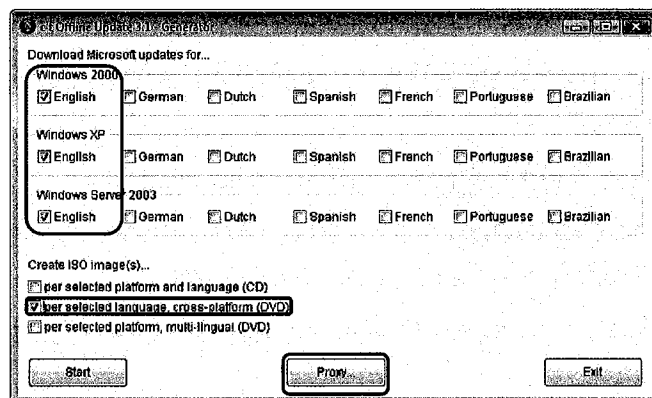 c't Offline Update 3.1 - Generator
Download Microsoft updates for...
Windows 2000
English German Dutch Spanish French Portuguese Brazilian
Windows XP
English German Dutch Spanish French Portuguese Brazilian
Windows Server 2003
English German Dutch Spanish French Portuguese Brazilian
Create ISO image(s)...
per selected platform and language (CD)
per selected language, cross-platform (DVD)
per selected platform, multi-lingual (DVD)
Start Proxy... Exit